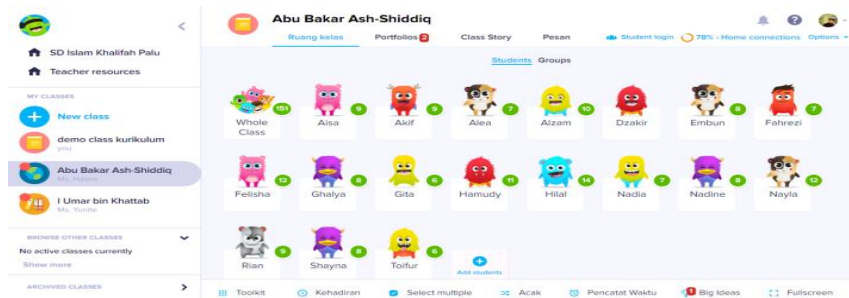 Abu Bakar Ash-Shiddiq
SD Islam Khalifah Palu
Teacher resources
MY CLASSES
New class
demo class kurikulum
you
Abu Bakar Ash-Shiddiq
I Umar bin Khattab
BROWSE OTHER CLASSES
No active classes currently
Show more
ARCHIVED CLASSES
Ruang kelas Portfolios 2 Class Story Pesan Student login 78% Home connections Options
Students Groups
151 9 9 7 10 8 7
Whole Class Aisa Akif Alea Alzam Dzakir Embun Fahrezi
12 8 6 11 14 7 8 12
Felisha Ghalya Gita Hamudy Hilal Nadia Nadine Nayla
9 8 6
Rian Shayna Toifur Add students
Toolkit Kehadiran Select multiple Acak Pencatat Waktu 1 Big Ideas Fullscreen